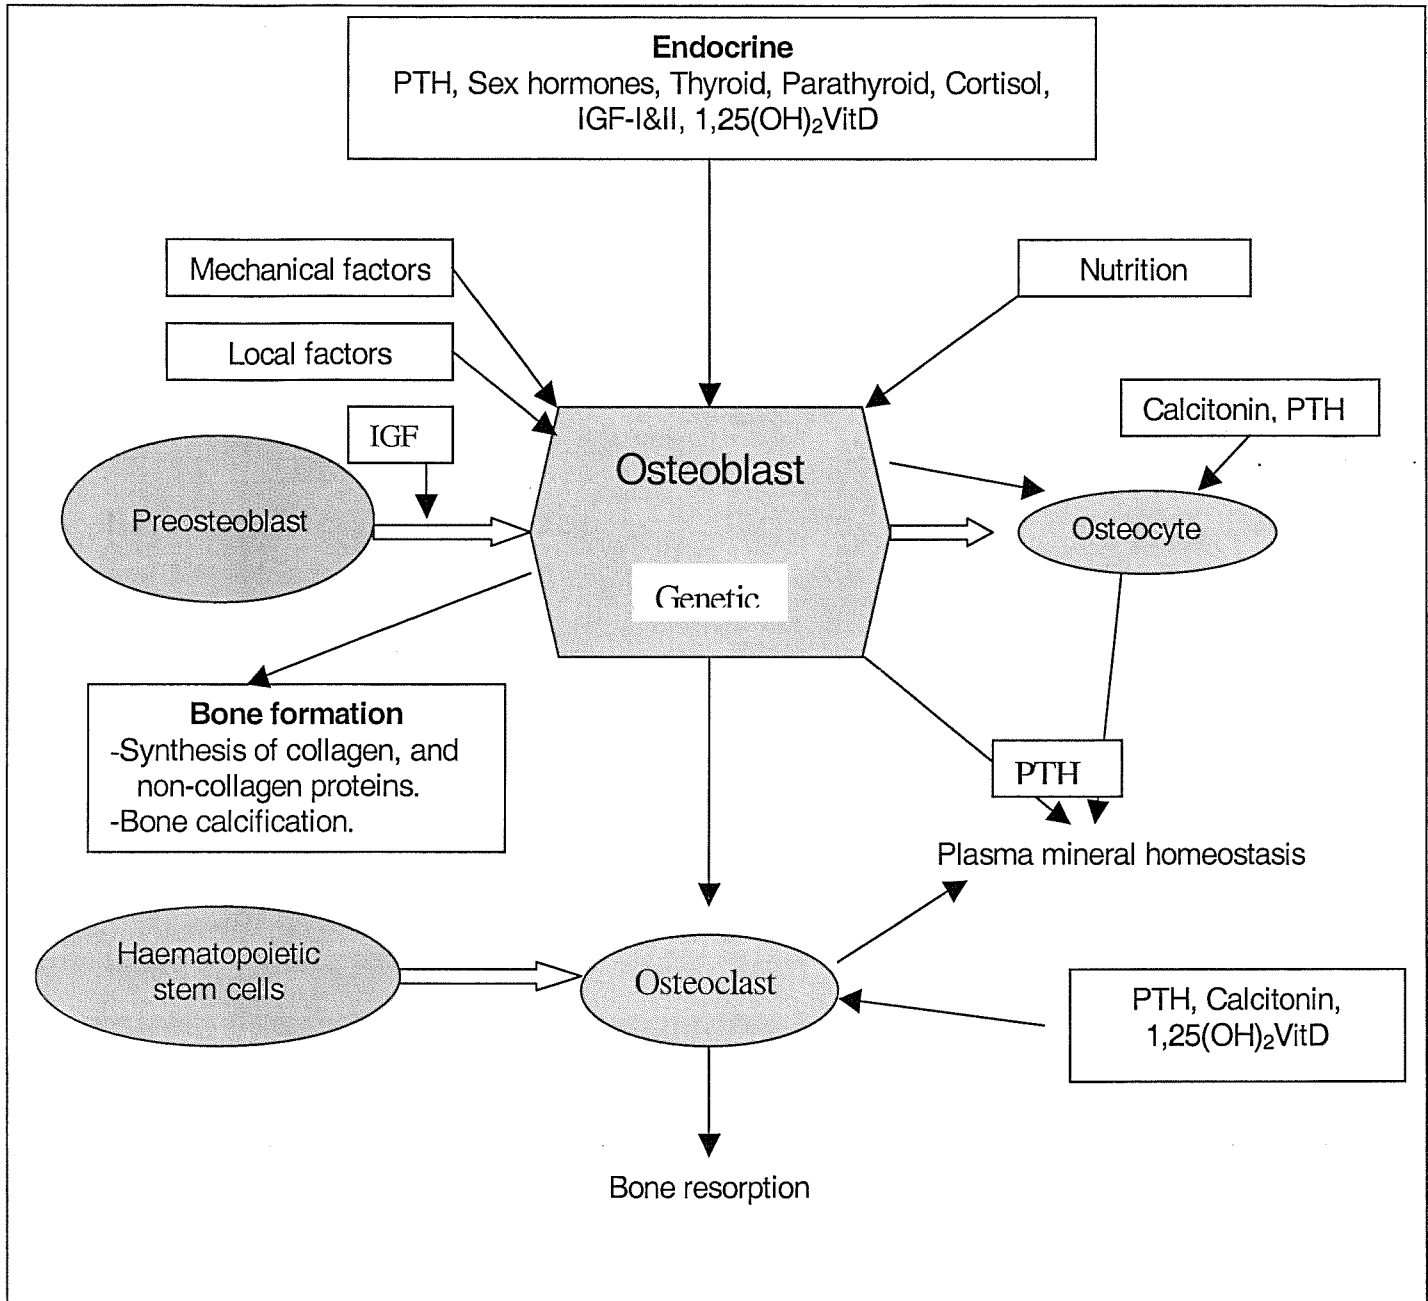 Endocrine
PTH, Sex hormones, Thyroid, Parathyroid, Cortisol,
IGF-I&II, 1,25(OH)₂VitD
Mechanical factors
Nutrition
Local factors
Calcitonin, PTH
IGF
Osteoblast
Preosteoblast
Osteocyte
Genetic
Bone formation
-Synthesis of collagen, and
non-collagen proteins.
-Bone calcification.
PTH
Plasma mineral homeostasis
Haematopoietic
stem cells
Osteoclast
PTH, Calcitonin,
1,25(OH)₂VitD
Bone resorption